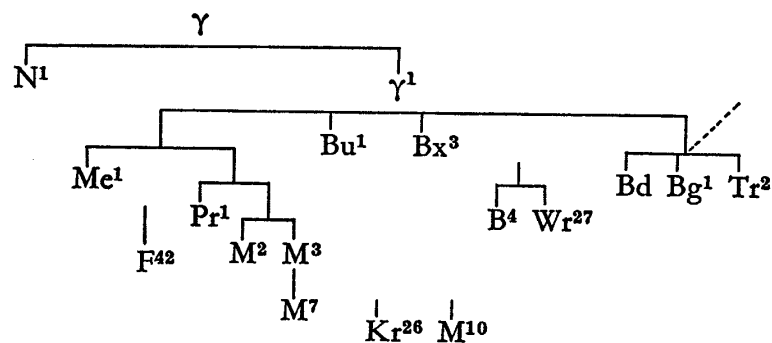 γ
N¹ γ¹
Bu¹ Bx³
Me¹ Bd Bg¹ Tr²
Pr¹ B⁴ Wr²⁷
F⁴² M² M³
M⁷
Kr²⁶ M¹⁰